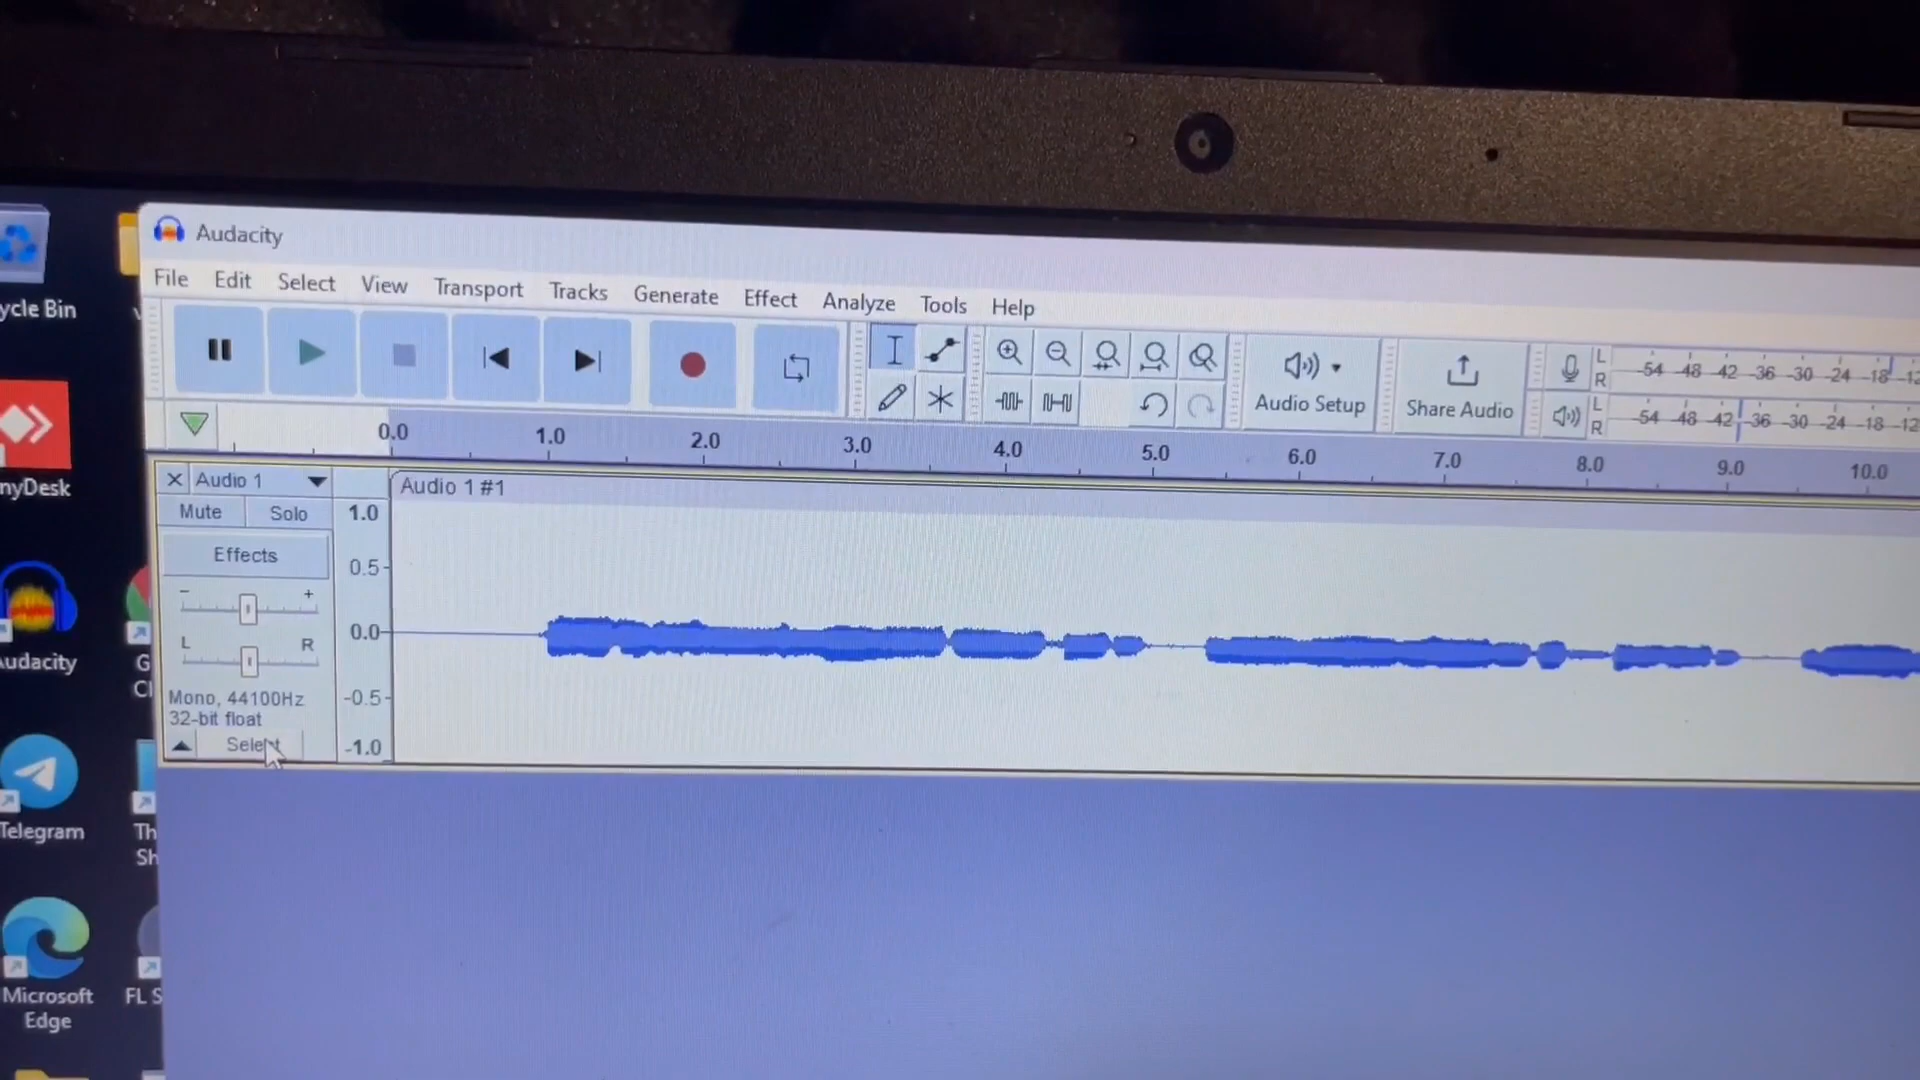 Audacity
File Edit Select View Transport Tracks Generate Effect Analyze Tools Help
Audio Setup
Share Audio
L
R
-54 -48 -42 -36 -30 -24 -18 -12
L
R
-54 -48 -42 -36 -30 -24 -18 -12
0.0 1.0 2.0 3.0 4.0 5.0 6.0 7.0 8.0 9.0 10.0
Audio 1
Audio 1 #1
Mute Solo
Effects
- +
L R
Mono, 44100Hz
32-bit float
Select
1.0
0.5-
0.0-
-0.5-
-1.0
ycle Bin
nyDesk
udacity
G
Telegram
Th
Sh
Microsoft
Edge
FL S